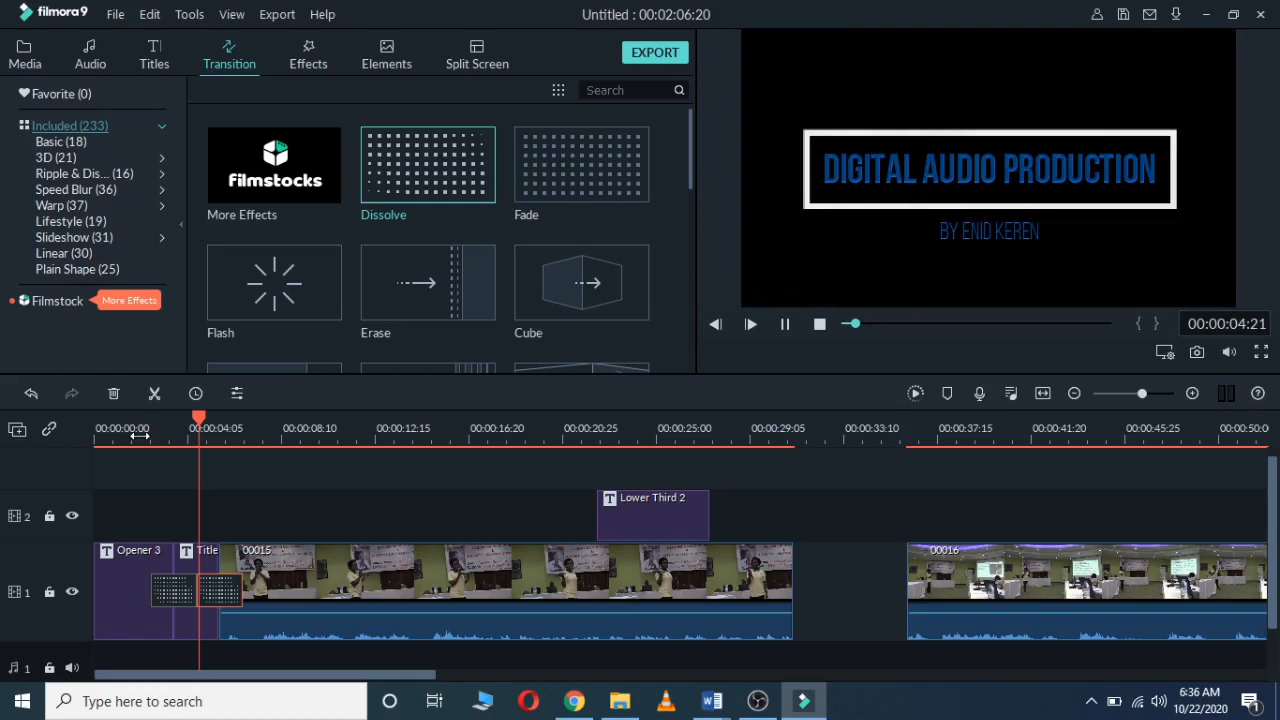 filmora9
File Edit Tools View Export Help
Untitled : 00:02:06:20
Media Audio Titles Transition Effects Elements Split Screen
EXPORT
Favorite (0)
Included (233)
Basic (18)
3D (21)
Ripple & Dis... (16)
Speed Blur (36)
Warp (37)
Lifestyle (19)
Slideshow (31)
Linear (30)
Plain Shape (25)
Filmstock More Effects
Search
filmstocks
More Effects Dissolve Fade
Flash Erase Cube
DIGITAL AUDIO PRODUCTION
BY ENID KEREN
{ } 00:00:04:21
00:00:00:00 00:00:04:05 00:00:08:10 00:00:12:15 00:00:16:20 00:00:20:25 00:00:25:00 00:00:29:05 00:00:33:10 00:00:37:15 00:00:41:20 00:00:45:25 00:00:50:0
2
T Lower Third 2
T Opener 3 T Title 00015 00016
1
1
Type here to search
6:36 AM
10/22/2020
1